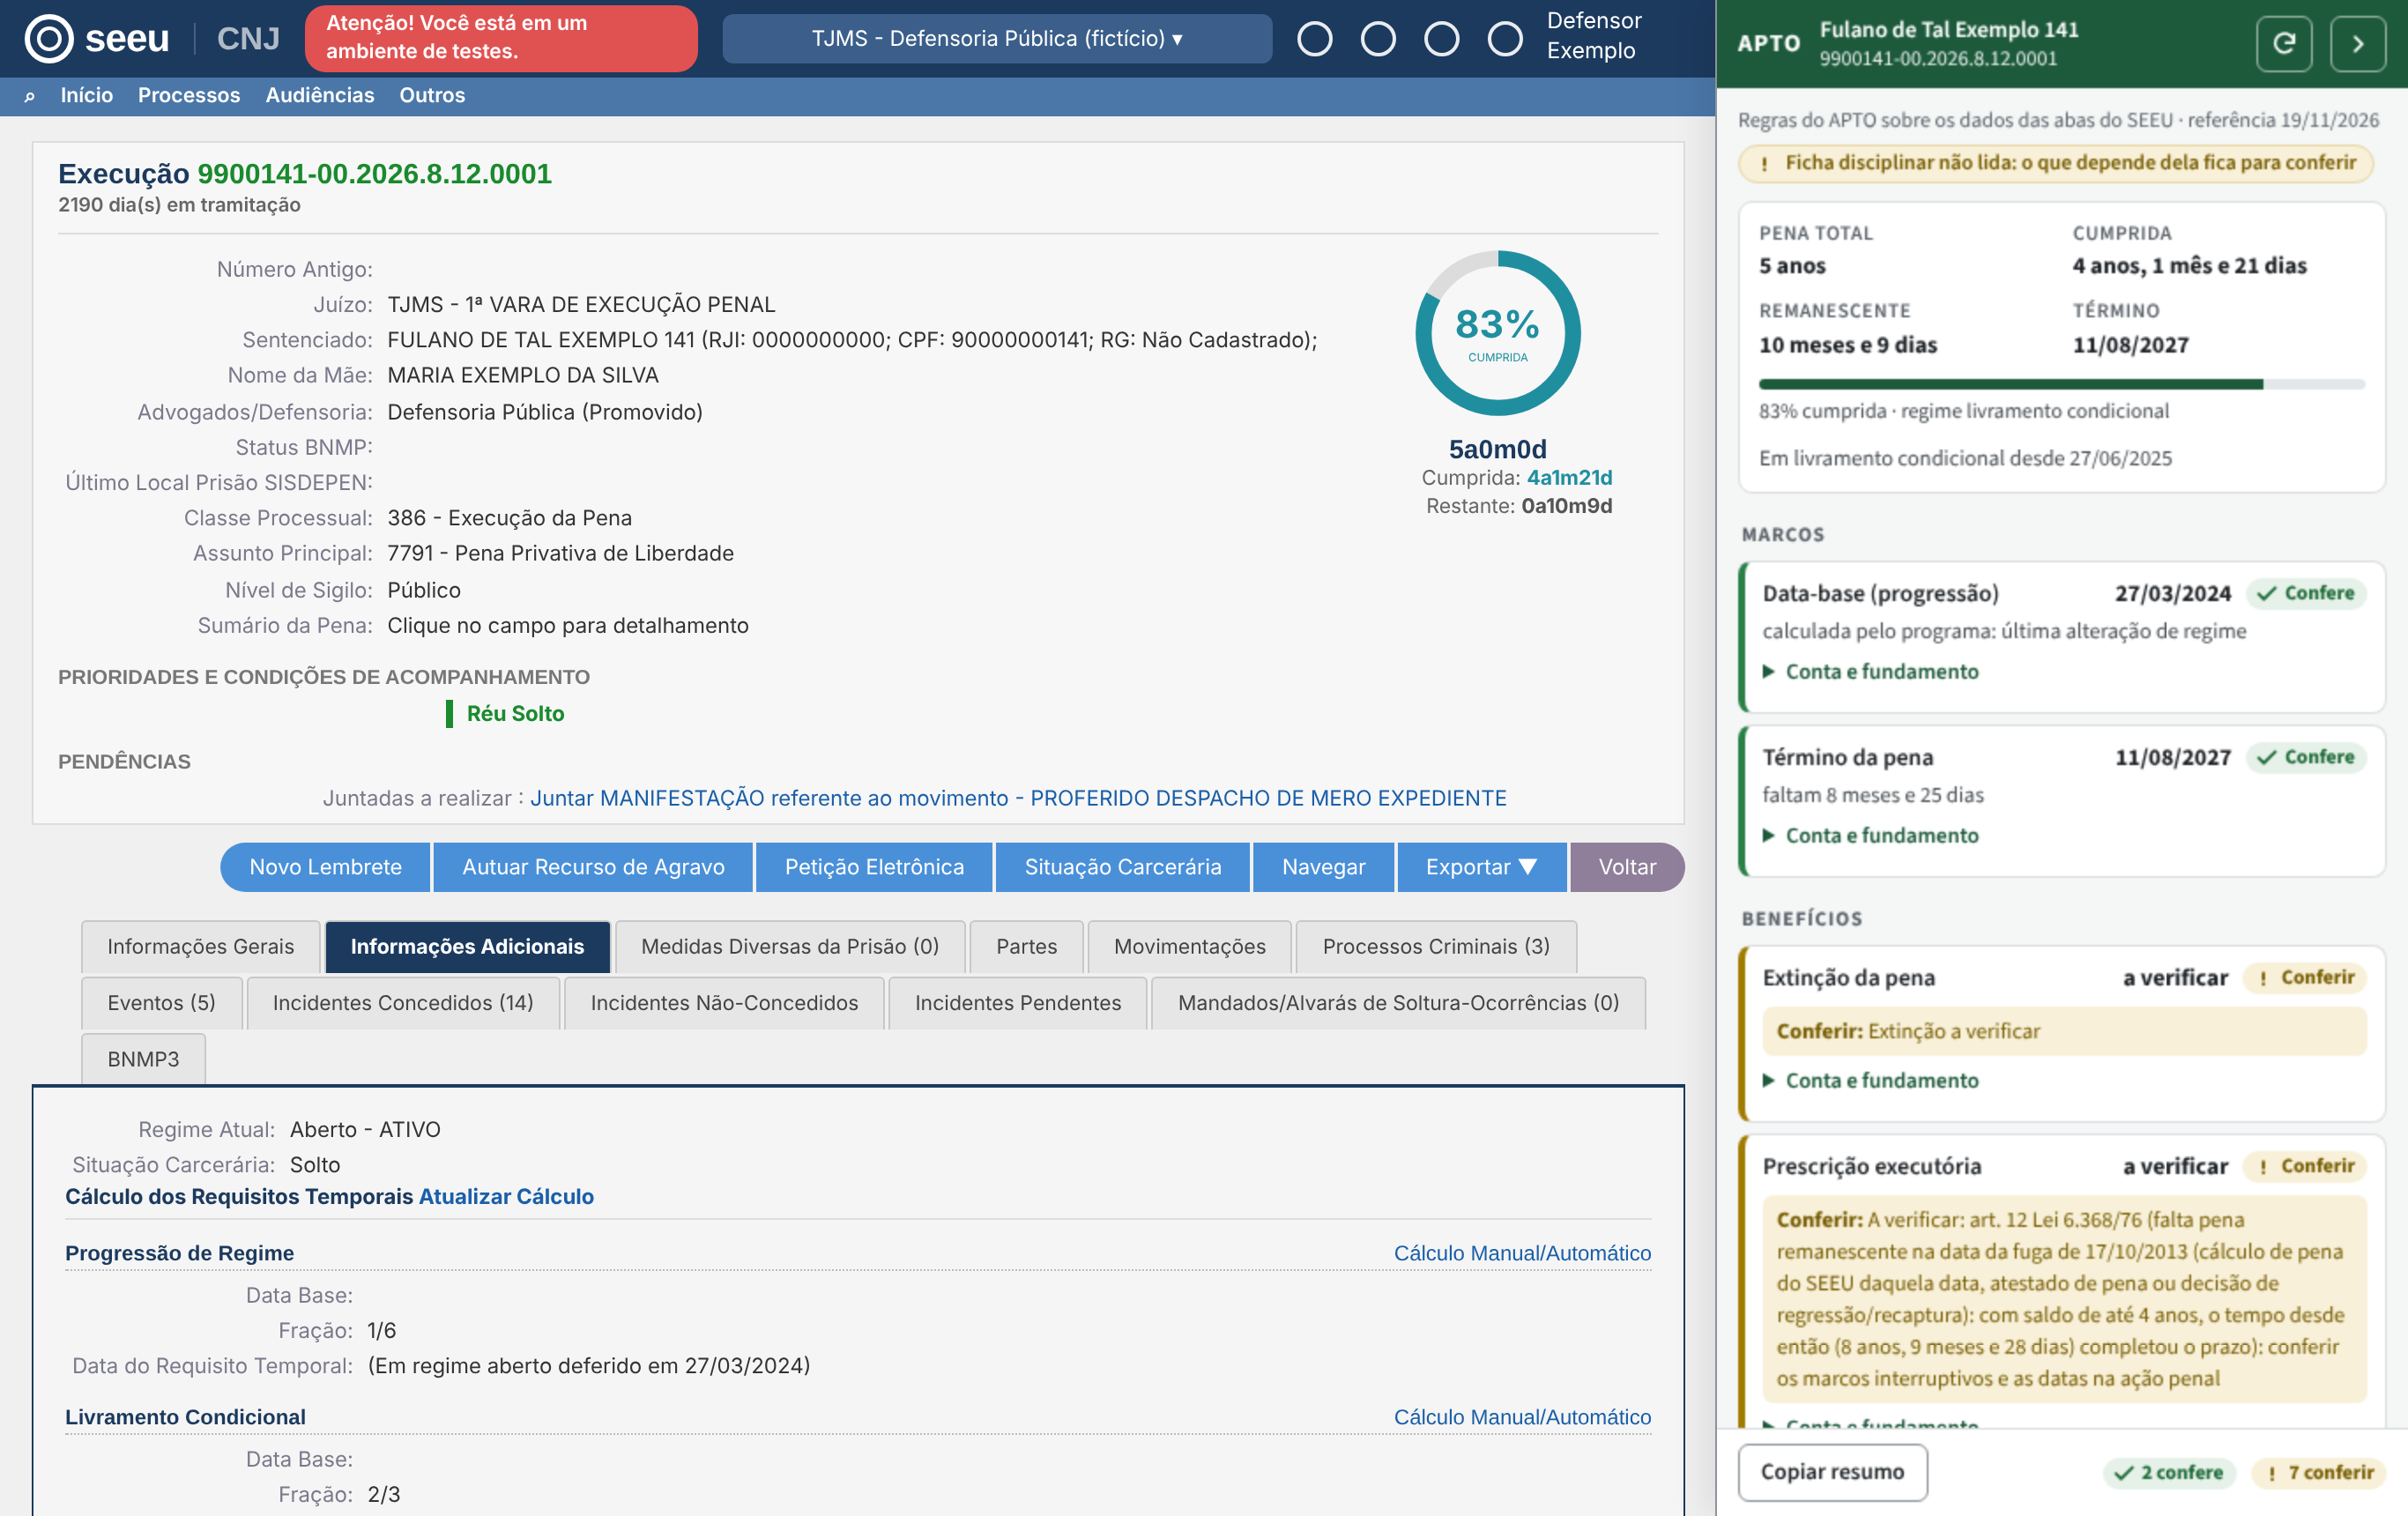 seeu
CNJ
Atenção! Você está em um
ambiente de testes.
TJMS - Defensoria Pública (fictício) ▾
Defensor
Exemplo
Início Processos Audiências Outros
Execução 9900141-00.2026.8.12.0001
2190 dia(s) em tramitação
Número Antigo:
Juízo: TJMS - 1ª VARA DE EXECUÇÃO PENAL
Sentenciado: FULANO DE TAL EXEMPLO 141 (RJI: 0000000000; CPF: 90000000141; RG: Não Cadastrado);
Nome da Mãe: MARIA EXEMPLO DA SILVA
Advogados/Defensoria: Defensoria Pública (Promovido)
Status BNMP:
Último Local Prisão SISDEPEN:
Classe Processual: 386 - Execução da Pena
Assunto Principal: 7791 - Pena Privativa de Liberdade
Nível de Sigilo: Público
Sumário da Pena: Clique no campo para detalhamento
83%
CUMPRIDA
5a0m0d
Cumprida: 4a1m21d
Restante: 0a10m9d
PRIORIDADES E CONDIÇÕES DE ACOMPANHAMENTO
Réu Solto
PENDÊNCIAS
Juntadas a realizar : Juntar MANIFESTAÇÃO referente ao movimento - PROFERIDO DESPACHO DE MERO EXPEDIENTE
Novo Lembrete Autuar Recurso de Agravo Petição Eletrônica Situação Carcerária Navegar Exportar ▼ Voltar
Informações Gerais Informações Adicionais Medidas Diversas da Prisão (0) Partes Movimentações Processos Criminais (3)
Eventos (5) Incidentes Concedidos (14) Incidentes Não-Concedidos Incidentes Pendentes Mandados/Alvarás de Soltura-Ocorrências (0)
BNMP3
Regime Atual: Aberto - ATIVO
Situação Carcerária: Solto
Cálculo dos Requisitos Temporais Atualizar Cálculo
Progressão de Regime Cálculo Manual/Automático
Data Base:
Fração: 1/6
Data do Requisito Temporal: (Em regime aberto deferido em 27/03/2024)
Livramento Condicional Cálculo Manual/Automático
Data Base:
Fração: 2/3
APTO
Fulano de Tal Exemplo 141
9900141-00.2026.8.12.0001
Regras do APTO sobre os dados das abas do SEEU · referência 19/11/2026
! Ficha disciplinar não lida: o que depende dela fica para conferir
PENA TOTAL CUMPRIDA
5 anos 4 anos, 1 mês e 21 dias
REMANESCENTE TÉRMINO
10 meses e 9 dias 11/08/2027
83% cumprida · regime livramento condicional
Em livramento condicional desde 27/06/2025
MARCOS
Data-base (progressão) 27/03/2024 ✓ Confere
calculada pelo programa: última alteração de regime
▶ Conta e fundamento
Término da pena 11/08/2027 ✓ Confere
faltam 8 meses e 25 dias
▶ Conta e fundamento
BENEFÍCIOS
Extinção da pena a verificar ! Conferir
Conferir: Extinção a verificar
▶ Conta e fundamento
Prescrição executória a verificar ! Conferir
Conferir: A verificar: art. 12 Lei 6.368/76 (falta pena
remanescente na data da fuga de 17/10/2013 (cálculo de pena
do SEEU daquela data, atestado de pena ou decisão de
regressão/recaptura): com saldo de até 4 anos, o tempo desde
então (8 anos, 9 meses e 28 dias) completou o prazo): conferir
os marcos interruptivos e as datas na ação penal
▶ Conta e fundamento
Copiar resumo ✓ 2 confere ! 7 conferir